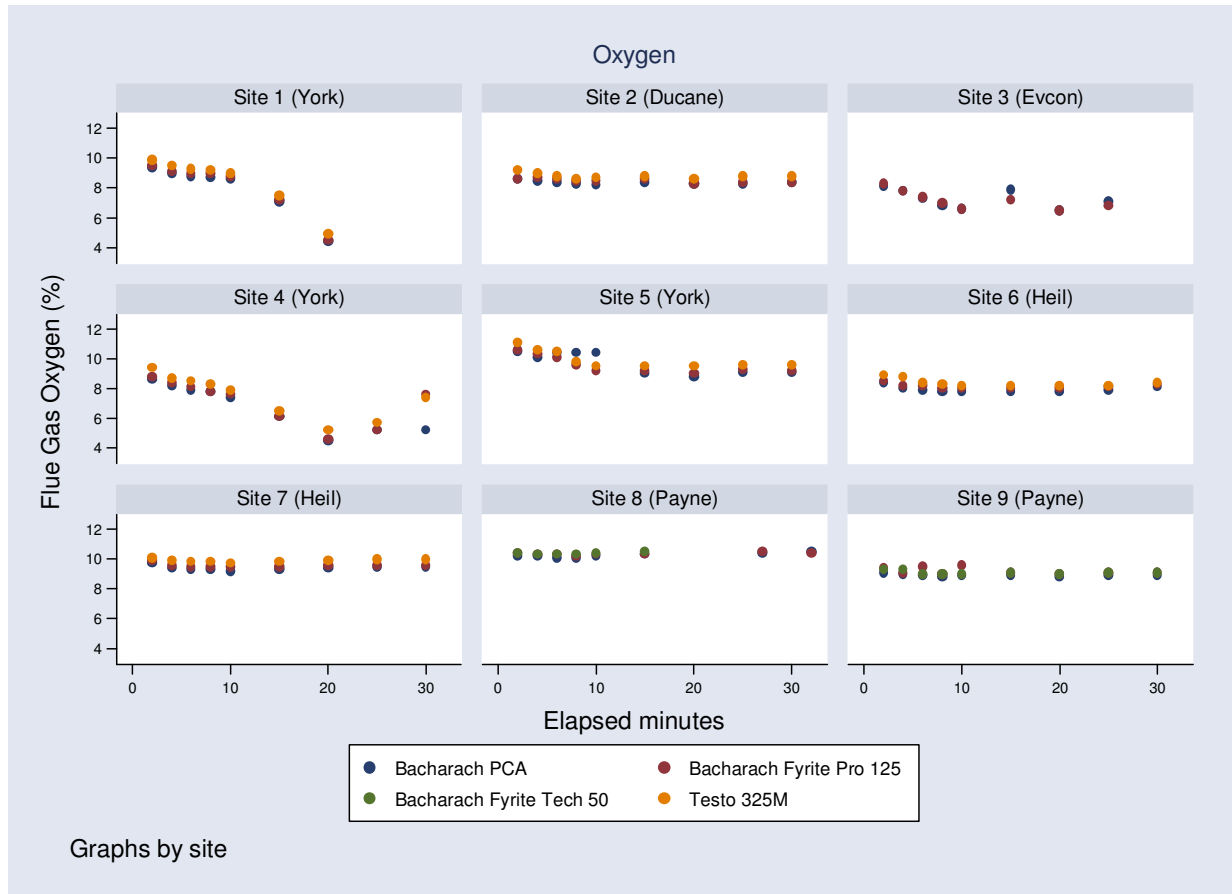 Oxygen
Site 1 (York) Site 2 (Ducane) Site 3 (Evcon)
12
10
8
6
4
Site 4 (York) Site 5 (York) Site 6 (Heil)
12
10
8
6
4
Site 7 (Heil) Site 8 (Payne) Site 9 (Payne)
12
10
8
6
4
0 10 20 30 0 10 20 30 0 10 20 30
Flue Gas Oxygen (%)
Elapsed minutes
Bacharach PCA Bacharach Fyrite Pro 125
Bacharach Fyrite Tech 50 Testo 325M
Graphs by site